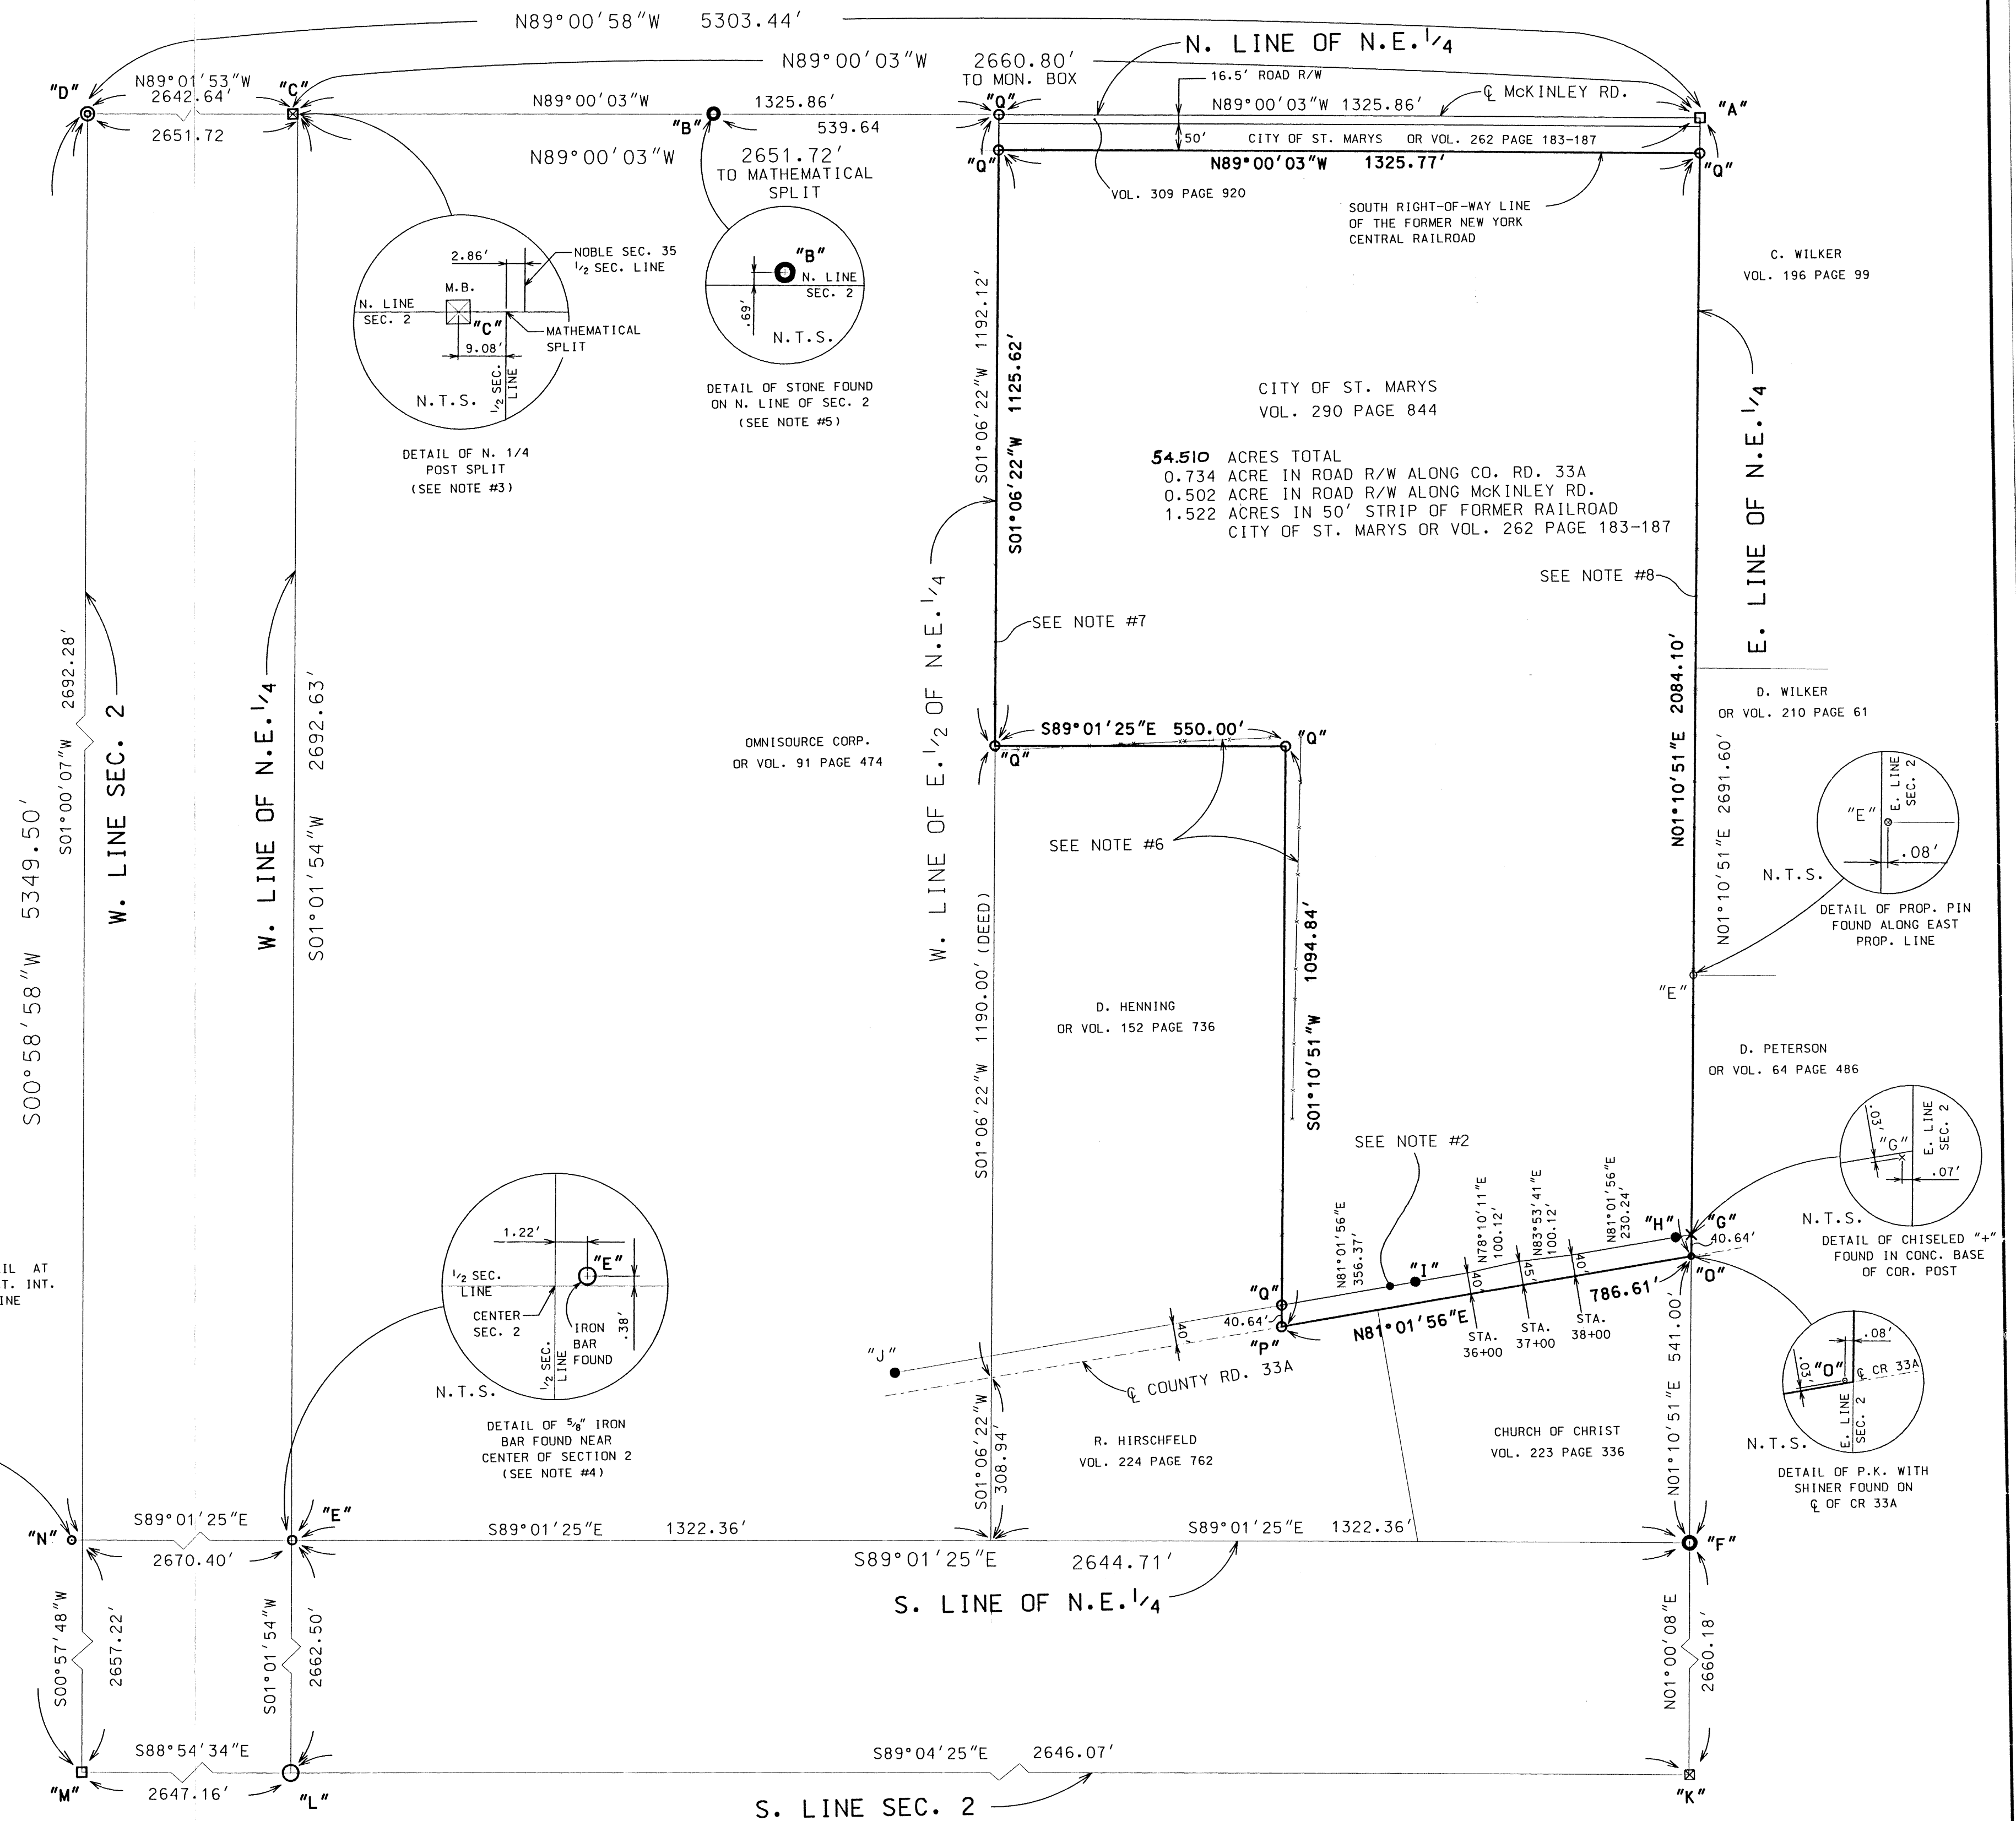 N89°00'58"W 5303.44'
N. LINE OF N.E.1/4
N89°00'03"W 2660.80'
TO MON. BOX
16.5' ROAD R/W
"D"
N89°01'53"W
2642.64'
"C"
2651.72
N89°00'03"W 1325.86'
"B"
539.64
"Q"
N89°00'03"W 1325.86'
℄ McKINLEY RD.
"A"
50'
CITY OF ST. MARYS OR VOL. 262 PAGE 183-187
N89°00'03"W 2651.72'
TO MATHEMATICAL
SPLIT
"Q"
N89°00'03"W 1325.77'
"Q"
VOL. 309 PAGE 920
SOUTH RIGHT-OF-WAY LINE
OF THE FORMER NEW YORK
CENTRAL RAILROAD
C. WILKER
VOL. 196 PAGE 99
2.86'
NOBLE SEC. 35
1/2 SEC. LINE
M.B.
N. LINE
SEC. 2
"C"
MATHEMATICAL
SPLIT
9.08'
1/2 SEC.
LINE
N.T.S.
DETAIL OF N. 1/4
POST SPLIT
(SEE NOTE #3)
"B"
N. LINE
SEC. 2
.69'
N.T.S.
DETAIL OF STONE FOUND
ON N. LINE OF SEC. 2
(SEE NOTE #5)
S01°06'22"W 1192.12'
S01°06'22"W 1125.62'
CITY OF ST. MARYS
VOL. 290 PAGE 844
54.510 ACRES TOTAL
0.734 ACRE IN ROAD R/W ALONG CO. RD. 33A
0.502 ACRE IN ROAD R/W ALONG McKINLEY RD.
1.522 ACRES IN 50' STRIP OF FORMER RAILROAD
CITY OF ST. MARYS OR VOL. 262 PAGE 183-187
E. LINE OF N.E.1/4
SEE NOTE #8
SEE NOTE #7
W. LINE OF E.1/2 OF N.E.1/4
S00°58'58"W 5349.50'
S01°00'07"W 2692.28'
W. LINE SEC. 2
W. LINE OF N.E.1/4
S01°01'54"W 2692.63'
OMNISOURCE CORP.
OR VOL. 91 PAGE 474
S89°01'25"E 550.00'
"Q"
"Q"
SEE NOTE #6
N01°10'51"E 2084.10'
N01°10'51"E 2691.60'
D. WILKER
OR VOL. 210 PAGE 61
"E"
E. LINE
SEC. 2
.08'
N.T.S.
DETAIL OF PROP. PIN
FOUND ALONG EAST
PROP. LINE
"E"
S01°06'22"W 1190.00' (DEED)
D. HENNING
OR VOL. 152 PAGE 736
S01°10'51"W 1094.84'
D. PETERSON
OR VOL. 64 PAGE 486
SEE NOTE #2
.03'
"G"
E. LINE
SEC. 2
.07'
N.T.S.
DETAIL OF CHISELED "+"
FOUND IN CONC. BASE
OF COR. POST
N81°01'56"E
356.37'
N78°10'11"E
100.12'
N83°53'41"E
100.12'
N81°01'56"E
230.24'
"H"
"G"
40.64'
"O"
"I"
40'
45'
40'
786.61'
N81°01'56"E
STA.
36+00
STA.
37+00
STA.
38+00
"Q"
40.64'
"P"
40'
"J"
℄ COUNTY RD. 33A
1.22'
1/2 SEC.
LINE
"E"
CENTER
SEC. 2
IRON
BAR
FOUND
.38'
1/2 SEC.
LINE
N.T.S.
DETAIL OF 5/8" IRON
BAR FOUND NEAR
CENTER OF SECTION 2
(SEE NOTE #4)
IL AT
T. INT.
INE
.08'
.03'
"O"
℄ CR 33A
E. LINE
SEC. 2
N.T.S.
DETAIL OF P.K. WITH
SHINER FOUND ON
℄ OF CR 33A
N01°10'51"E 541.00'
S01°06'22"W
308.94'
R. HIRSCHFELD
VOL. 224 PAGE 762
CHURCH OF CHRIST
VOL. 223 PAGE 336
"N"
S89°01'25"E
2670.40'
"E"
S89°01'25"E 1322.36'
S89°01'25"E 1322.36'
"F"
S89°01'25"E 2644.71'
S. LINE OF N.E.1/4
S00°57'48"W
2657.22'
S01°01'54"W
2662.50'
N01°00'08"E
2660.18'
S88°54'34"E
2647.16'
"M"
"L"
S89°04'25"E 2646.07'
"K"
S. LINE SEC. 2